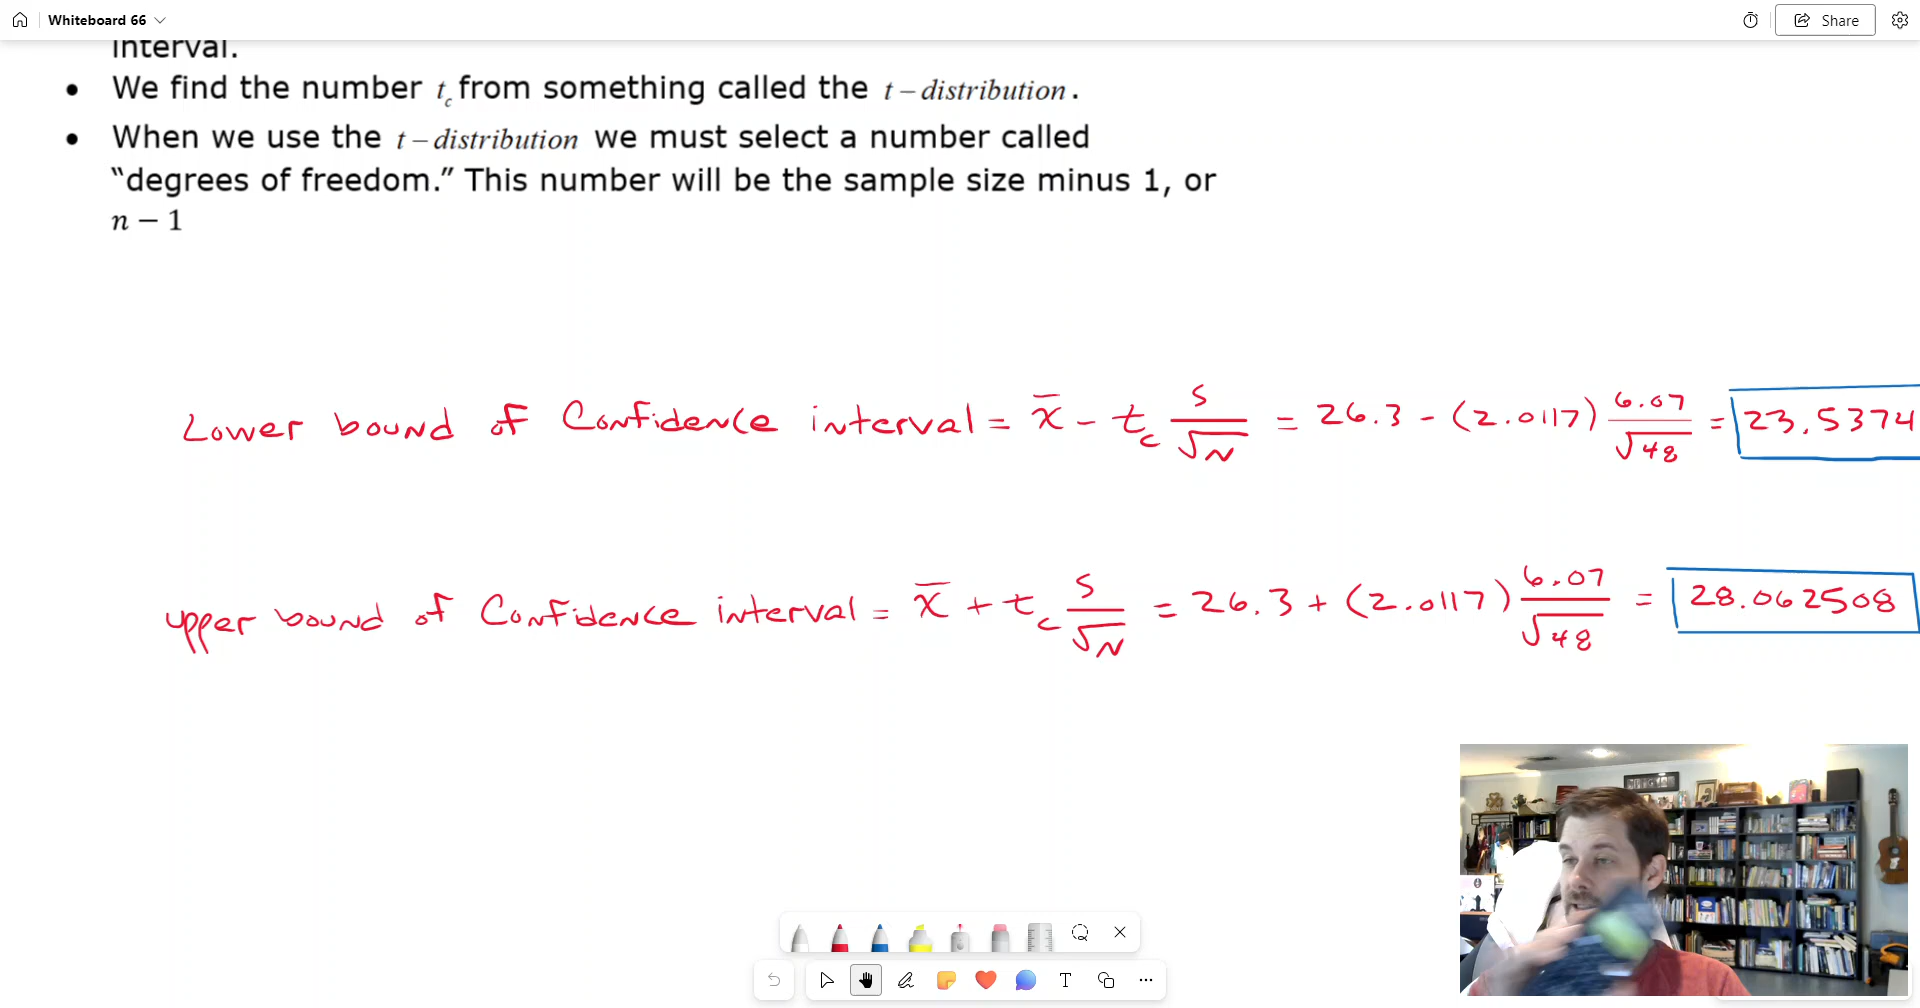 Whiteboard 66
Share
interval.
• We find the number t_c from something called the t – distribution.
• When we use the t – distribution we must select a number called
“degrees of freedom.” This number will be the sample size minus 1, or
n − 1
Lower bound of Confidence interval = x̄ - t_c s/√N = 26.3 - (2.0117) 6.07/√48 = 23.5374
upper bound of Confidence interval = x̄ + t_c s/√N = 26.3 + (2.0117) 6.07/√48 = 28.062508
T